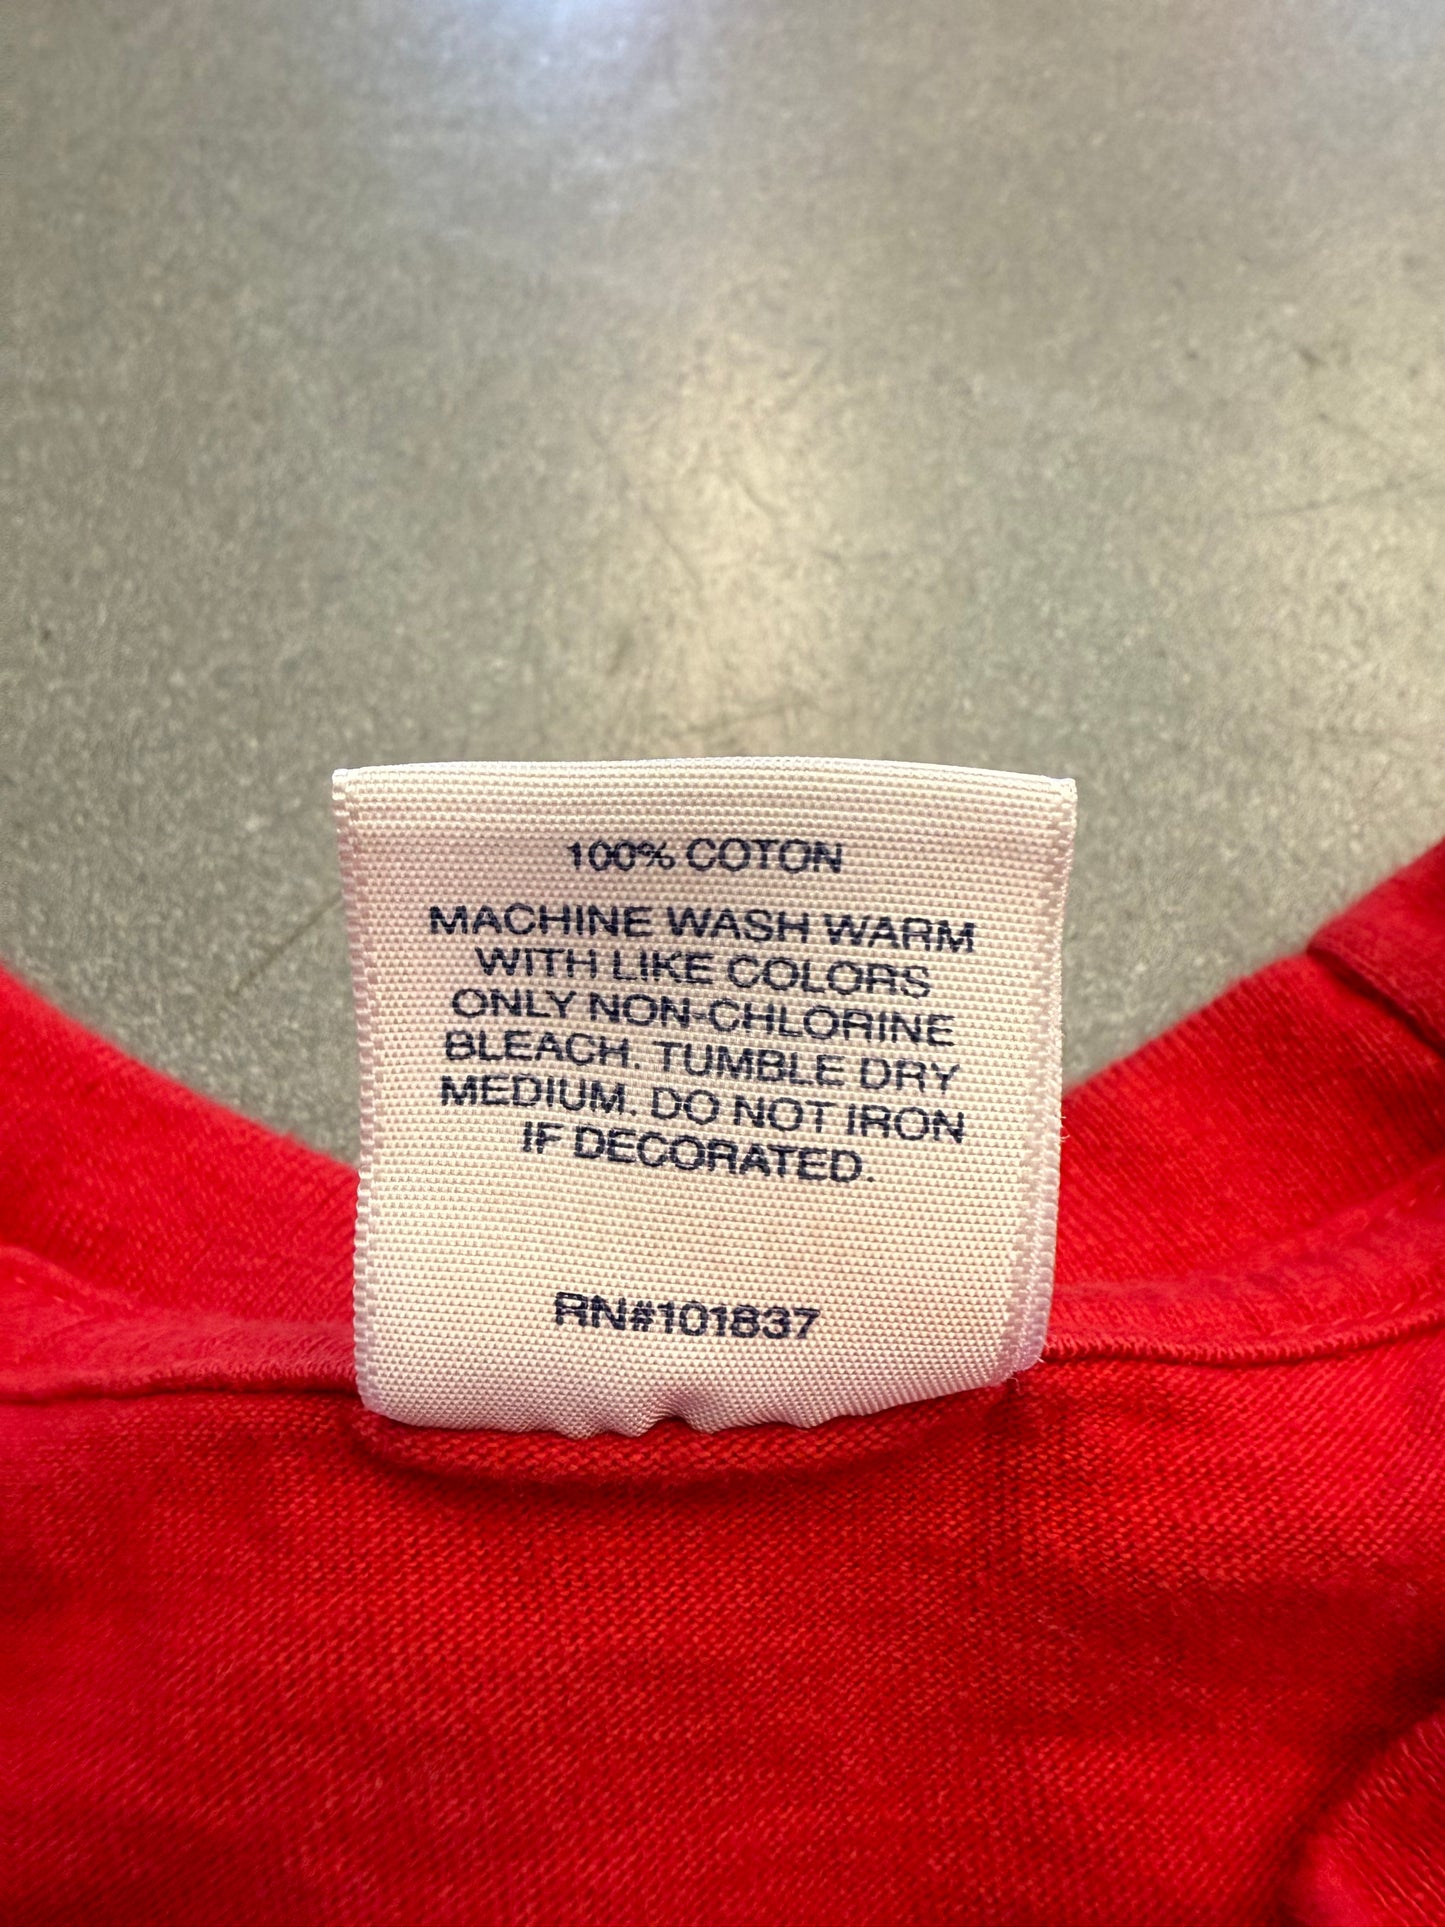 100% COTON
MACHINE WASH WARM
WITH LIKE COLORS
ONLY NON-CHLORINE
BLEACH. TUMBLE DRY
MEDIUM. DO NOT IRON
IF DECORATED.
RN#101837